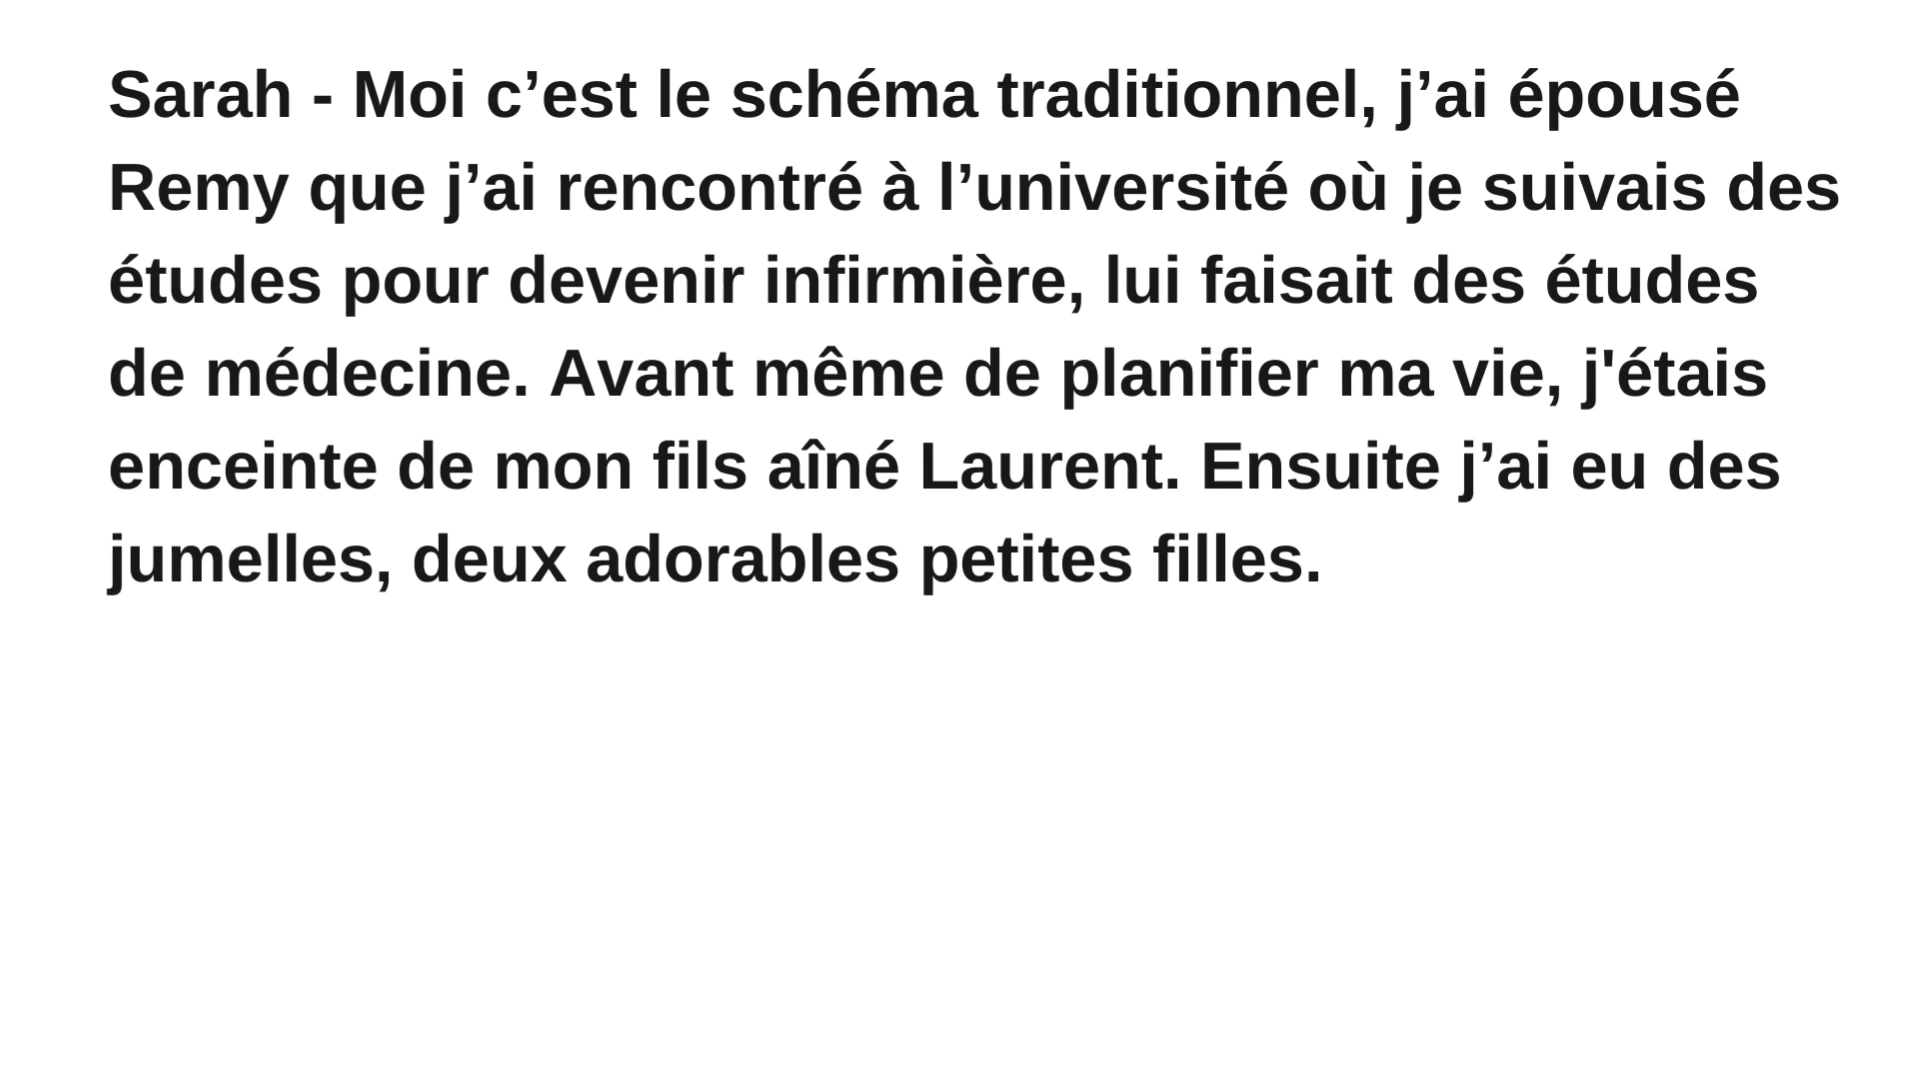 Sarah - Moi c’est le schéma traditionnel, j’ai épousé
Remy que j’ai rencontré à l’université où je suivais des
études pour devenir infirmière, lui faisait des études
de médecine. Avant même de planifier ma vie, j'étais
enceinte de mon fils aîné Laurent. Ensuite j’ai eu des
jumelles, deux adorables petites filles.